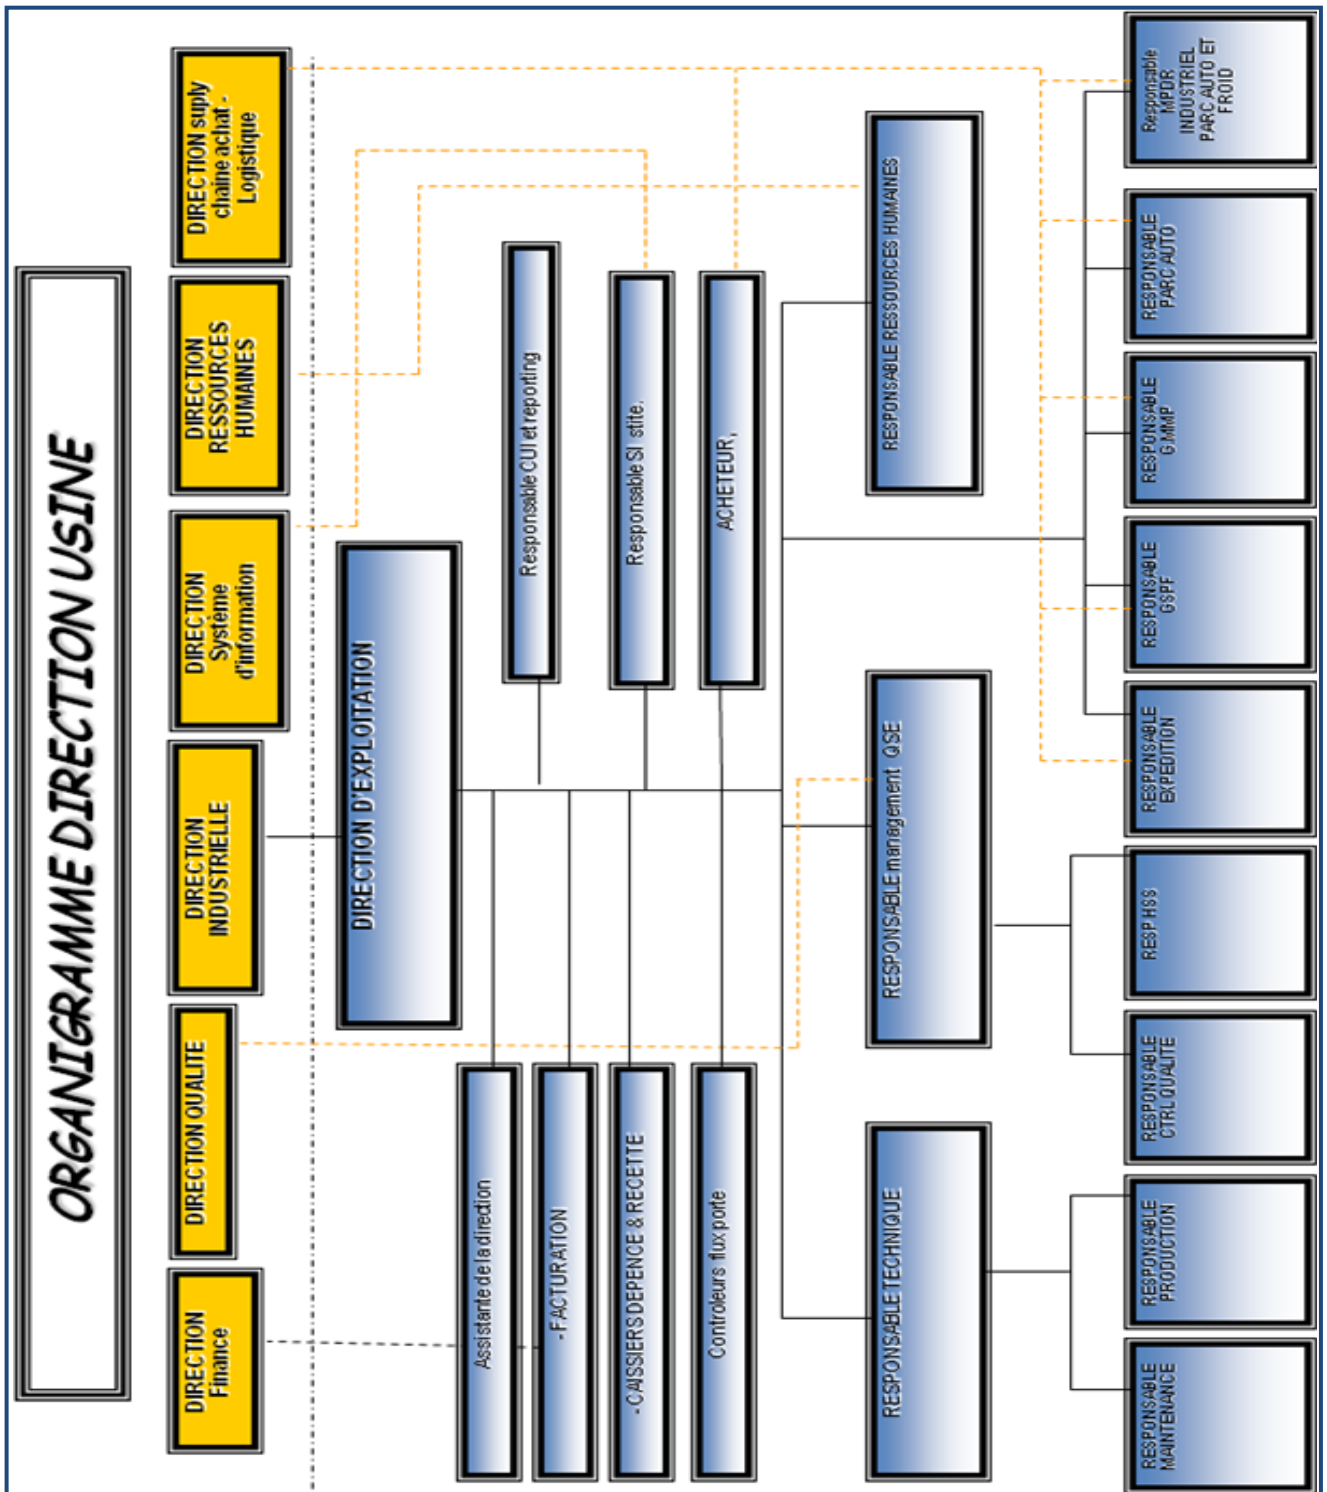 ORGANIGRAMME DIRECTION USINE
DIRECTION
Finance
DIRECTION QUALITE
DIRECTION
INDUSTRIELLE
DIRECTION
Système
d'information
DIRECTION
RESSOURCES
HUMAINES
DIRECTION suply
chaine achat -
Logistique
DIRECTION D'EXPLOITATION
Assistante de la direction
- FACTURATION
- CAISSIERS DEPENCE & RECETTE
Controleurs flux porte
Responsable CUI et reporting
Responsable SI stite.
ACHETEUR,
RESPONSABLE TECHNIQUE
RESPONSABLE management QSE
RESPONSABLE RESSOURCES HUMAINES
RESPONSABLE
MAINTENANCE
RESPONSABLE
PRODUCTION
RESPONSABLE
CTRL QUALITE
RESP HSS
RESPONSABLE
EXPEDITION
RESPONSABLE
GSPF
RESPONSABLE
G.MMP
RESPONSABLE
PARC AUTO
Responsable
MPDR
INDUSTRIEL
PARC AUTO ET
FROID